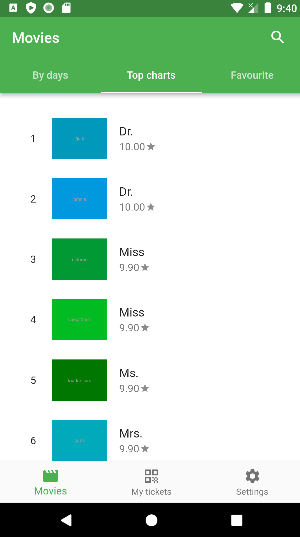 9:40
Movies
By days
Top charts
Favourite
1
Dr.
10.00★
2
Dr.
10.00★
3
Miss
9.90★
4
Miss
9.90★
5
Ms.
9.90★
6
Mrs.
9.90★
Movies
My tickets
Settings